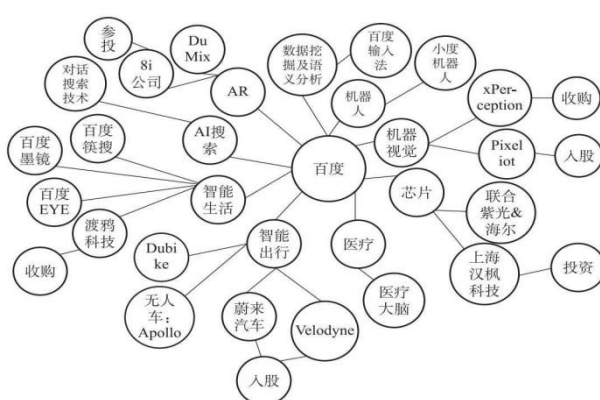 参
投
Du
Mix
8i
公司
对话
搜索
技术
AR
AI搜
索
数据挖
掘及语
义分析
百度
输入
法
小度
机器
人
机器
人
xPer-
ception
收购
机器
视觉
Pixel
iot
入股
百度
百度
筷搜
百度
墨镜
百度
EYE
智能
生活
渡鸦
科技
收购
芯片
联合
紫光&
海尔
上海
汉枫
科技
投资
智能
出行
Dubi
ke
无人
车:
Apollo
蔚来
汽车
Velodyne
入股
医疗
医疗
大脑